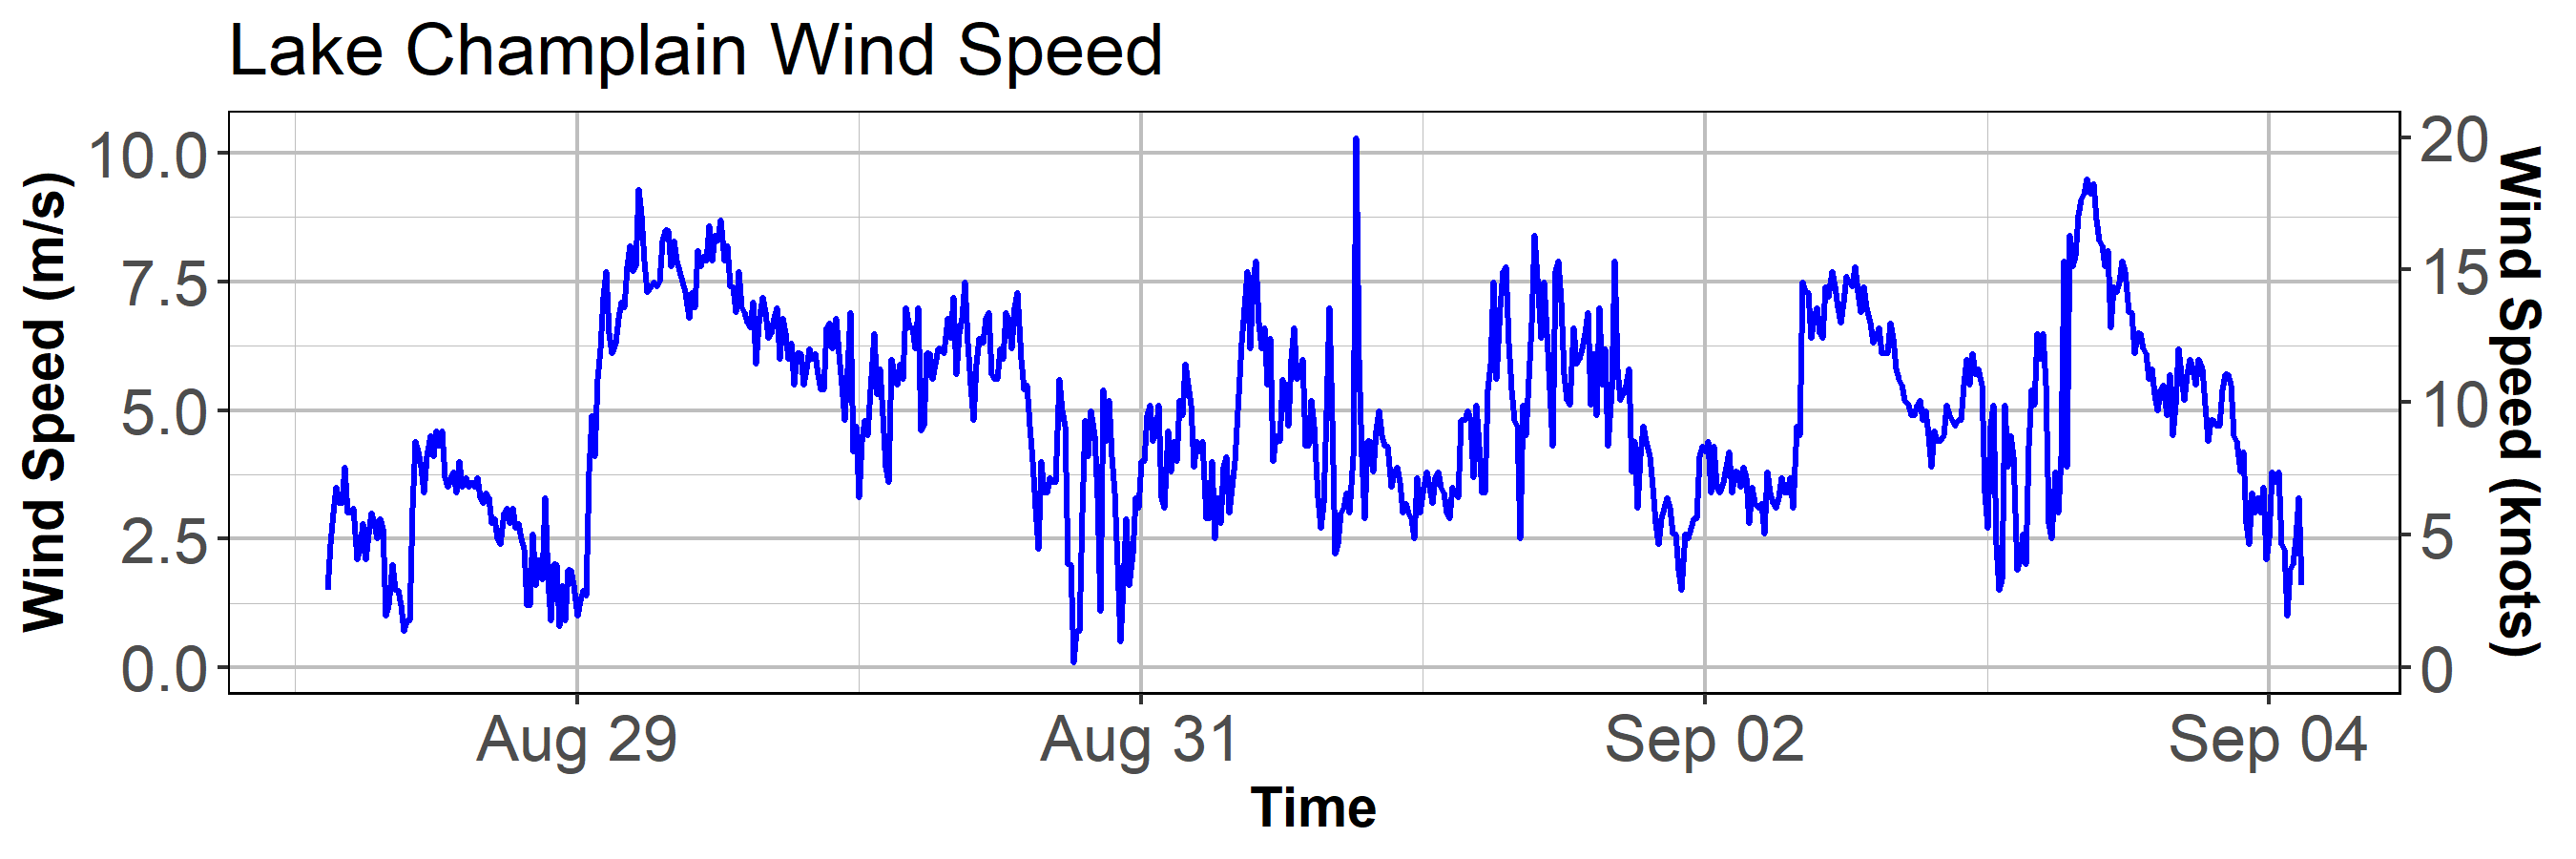 Lake Champlain Wind Speed
Wind Speed (m/s)
10.0
7.5
5.0
2.5
0.0
20
15
10
5
0
Wind Speed (knots)
Aug 29
Aug 31
Sep 02
Sep 04
Time